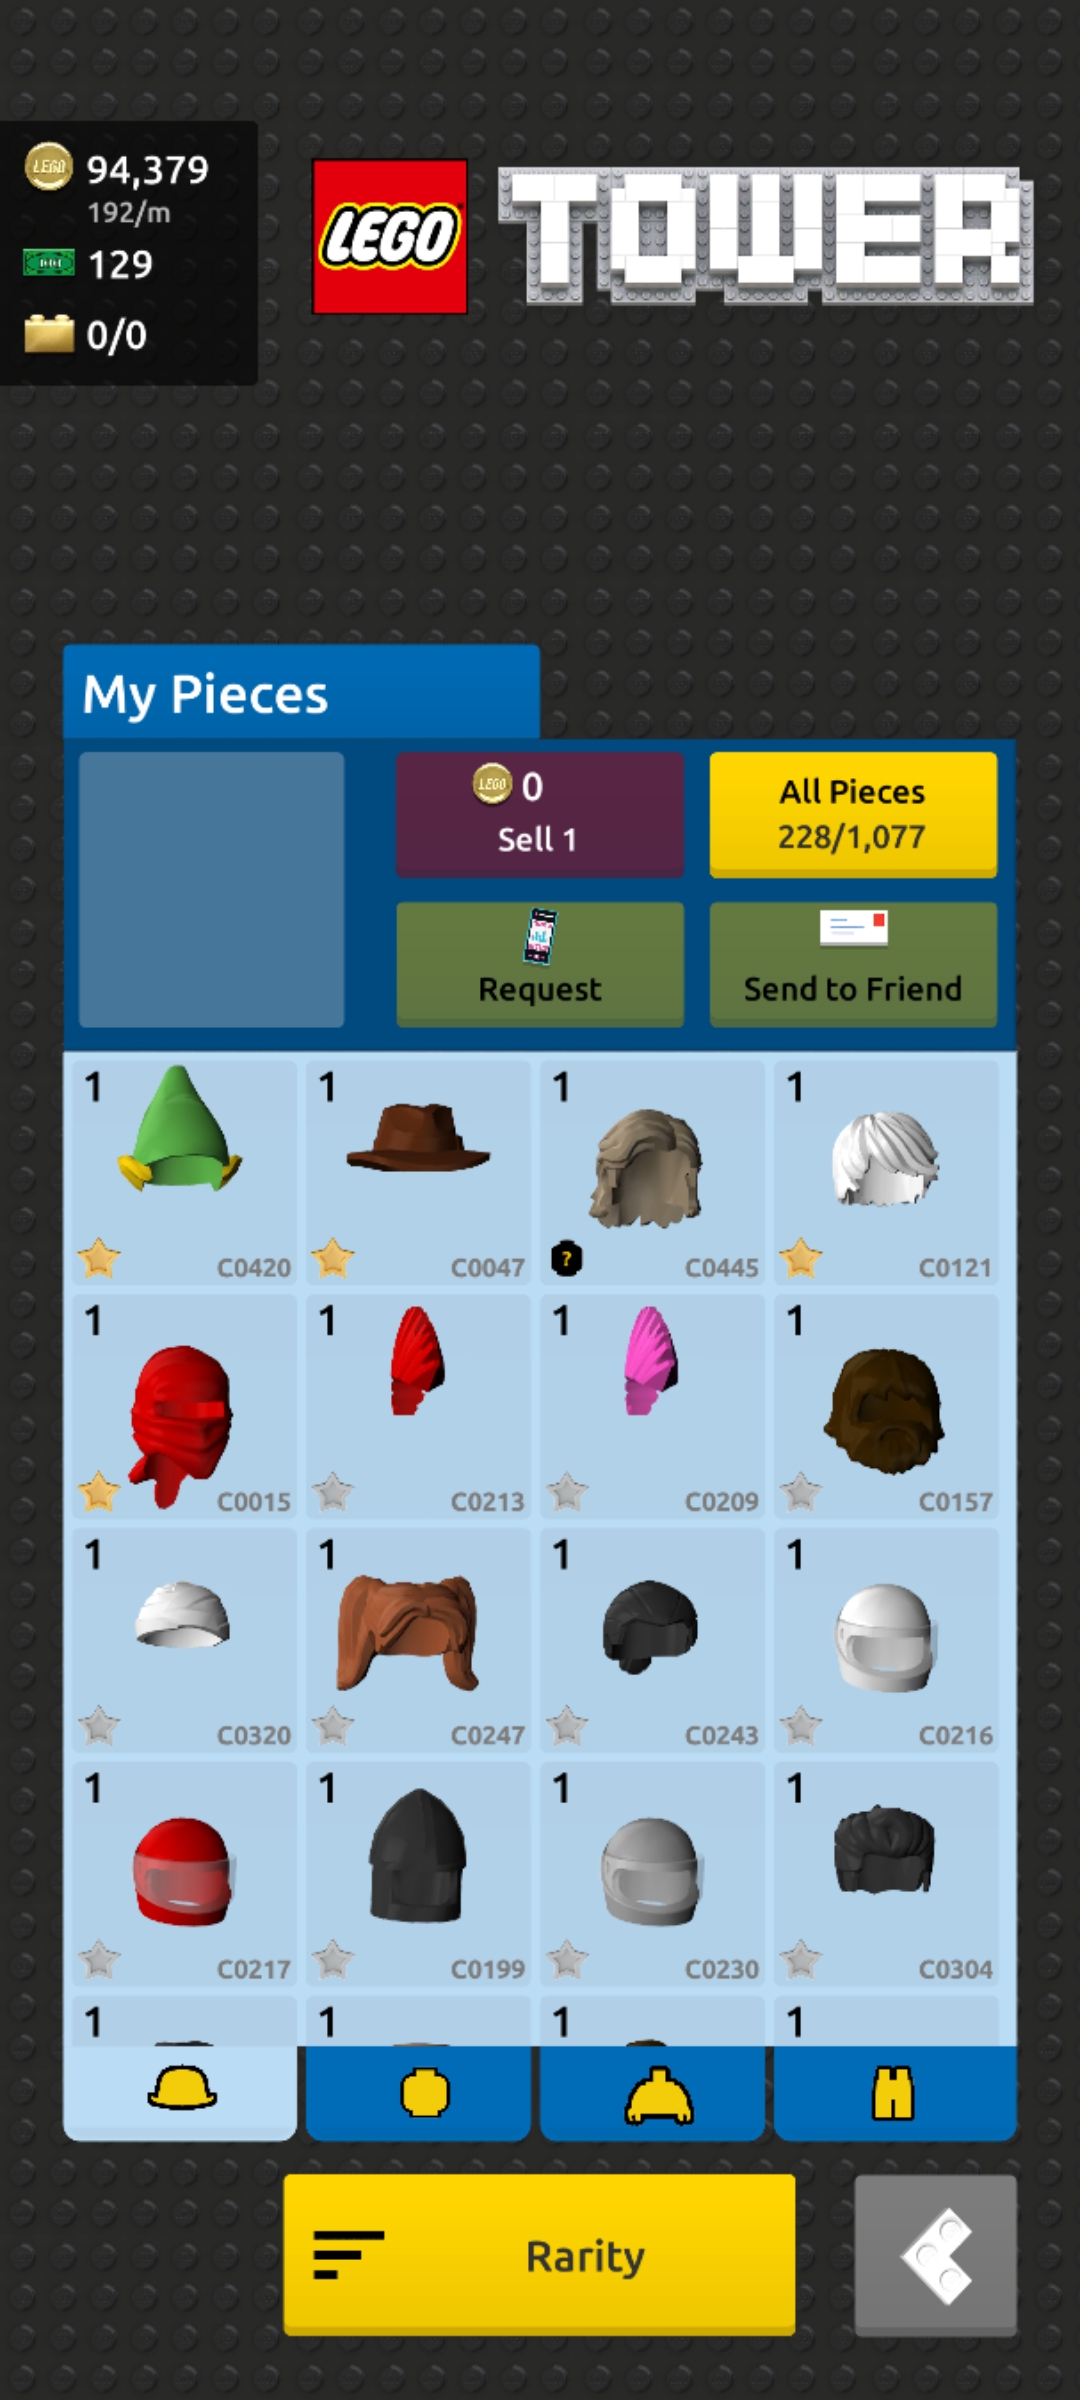 LEGO 94,379
192/m
129
0/0
LEGO TOWER
My Pieces
LEGO 0
Sell 1
All Pieces
228/1,077
Request
Send to Friend
1 1 1 1
? 
C0420 C0047 C0445 C0121
1 1 1 1
C0015 C0213 C0209 C0157
1 1 1 1
C0320 C0247 C0243 C0216
1 1 1 1
C0217 C0199 C0230 C0304
1 1 1 1
Rarity